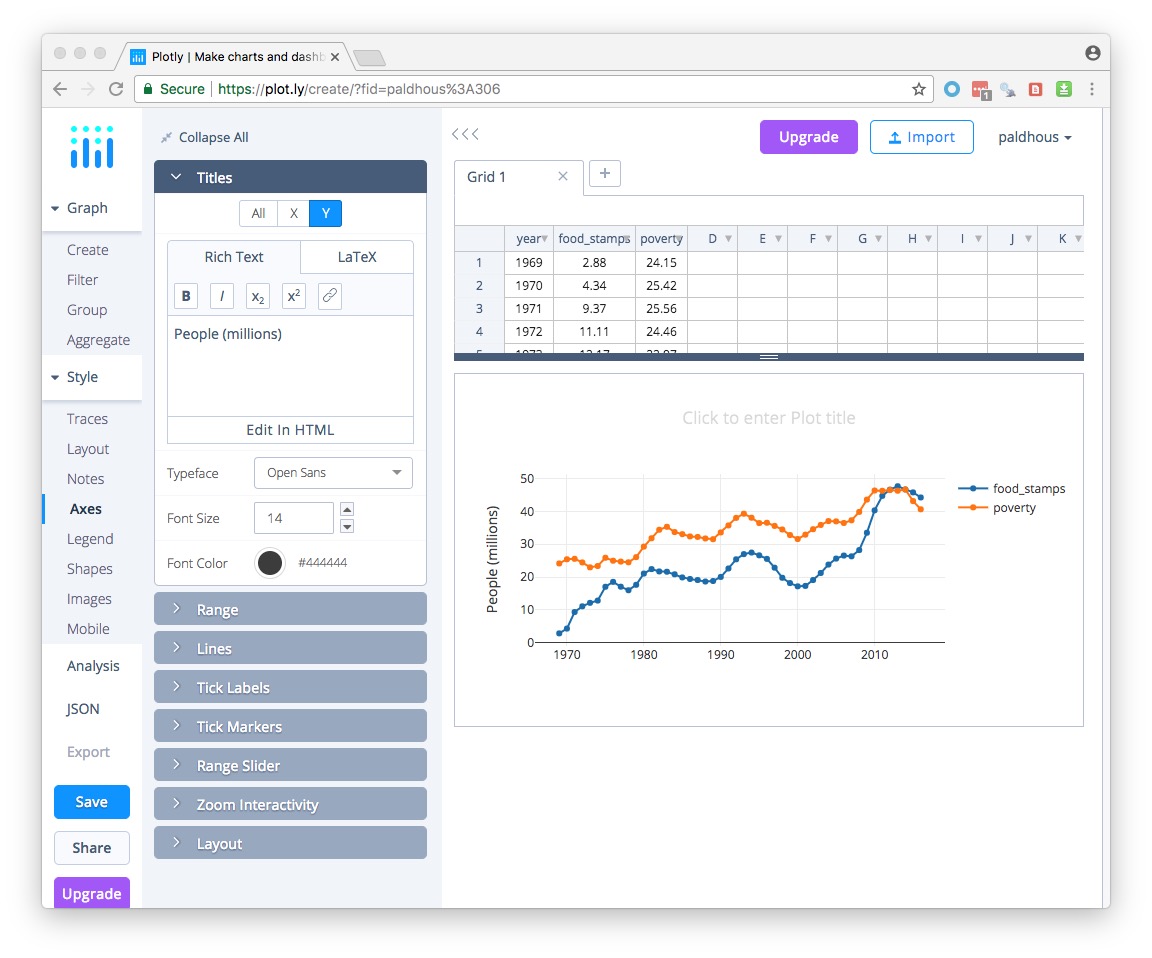 Plotly | Make charts and dashb
Secure | https://plot.ly/create/?fid=paldhous%3A306
1
Collapse All
Upgrade
Import
paldhous
Graph
Create
Filter
Group
Aggregate
Style
Traces
Layout
Notes
Axes
Legend
Shapes
Images
Mobile
Analysis
JSON
Export
Save
Share
Upgrade
Titles
All X Y
Rich Text LaTeX
B I x₂ x²
People (millions)
Edit In HTML
Typeface Open Sans
Font Size 14
Font Color #444444
Range
Lines
Tick Labels
Tick Markers
Range Slider
Zoom Interactivity
Layout
Grid 1
year food_stamps poverty D E F G H I J K
1 1969 2.88 24.15
2 1970 4.34 25.42
3 1971 9.37 25.56
4 1972 11.11 24.46
Click to enter Plot title
People (millions)
50
40
30
20
10
0
1970 1980 1990 2000 2010
food_stamps
poverty